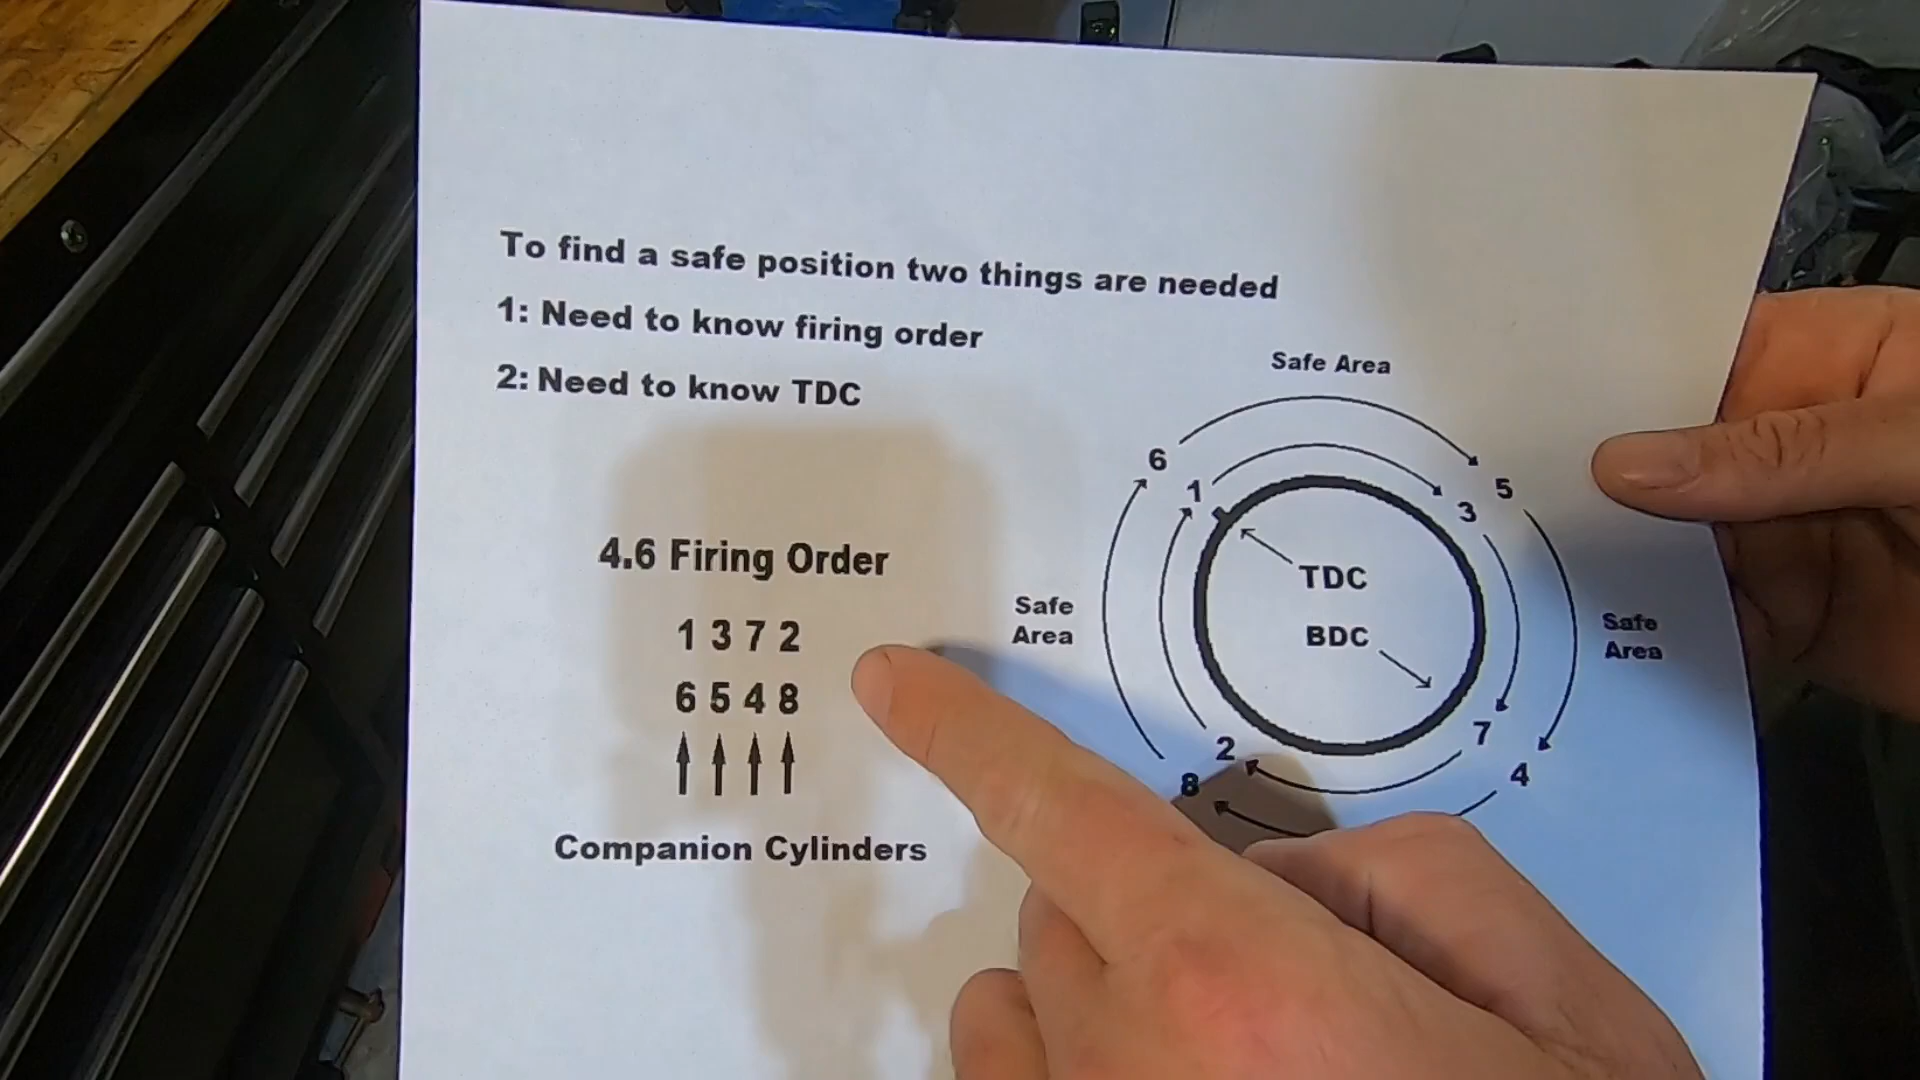 To find a safe position two things are needed
1: Need to know firing order
2: Need to know TDC
4.6 Firing Order
1 3 7 2
6 5 4 8
Companion Cylinders
Safe Area
6
5
1
3
TDC
BDC
Safe
Area
Safe
Area
2
7
8
4